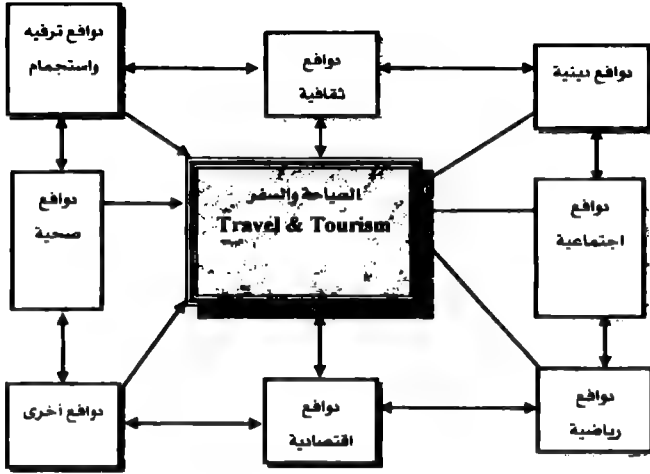 دوافع دينية
دوافع
ثقافية
دوافع ترفيه
واستجمام
دوافع
اجتماعية
السياحة والسفر
Travel & Tourism
دوافع
صحية
دوافع
رياضية
دوافع
اقتصادية
دوافع أخرى